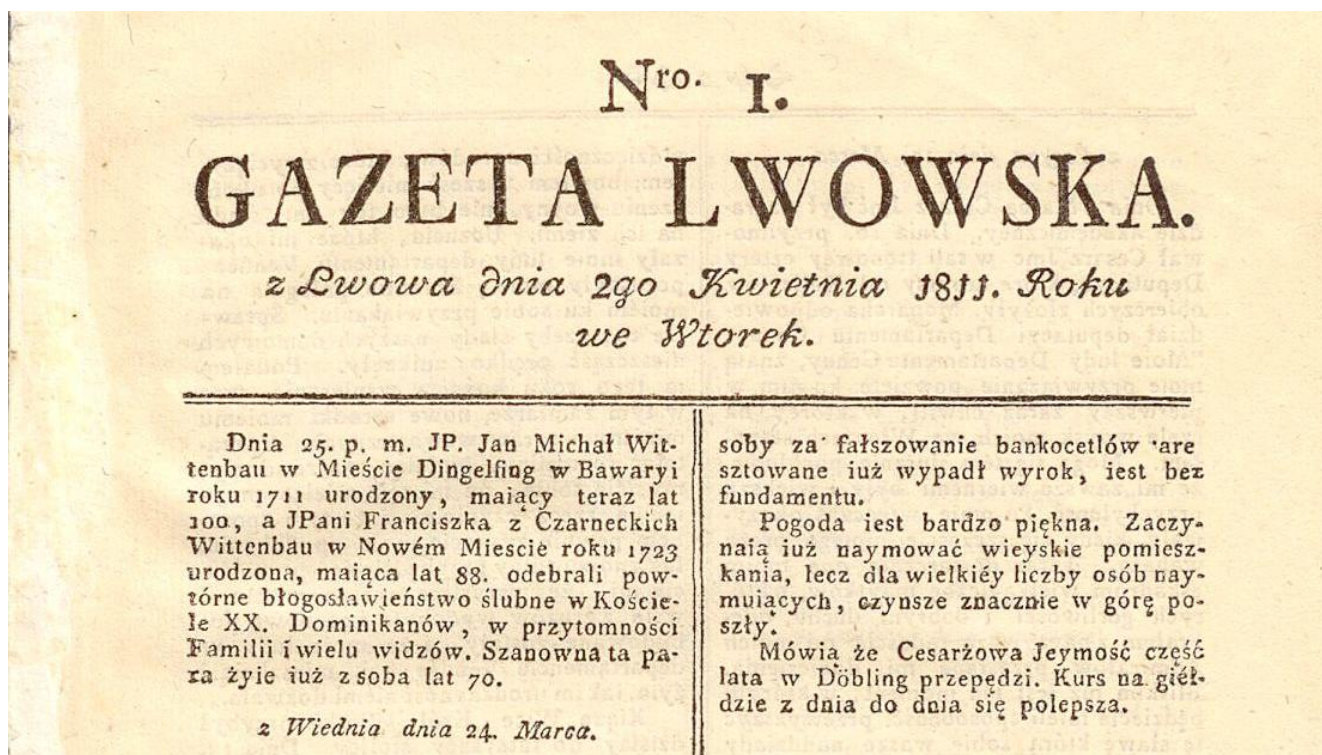 Nro. 1.
GAZETA LWOWSKA.
z Lwowa dnia 2go Kwietnia 1811. Roku
we Wtorek.
Dnia 25. p. m. JP. Jan Michał Wit-
tenbau w Mieście Dingelfing w Bawaryi
roku 1711 urodzony, maiący teraz lat
100, a JPani Franciszka z Czarneckich
Wittenbau w Nowém Miescie roku 1723
urodzona, maiąca lat 88. odebrali pow-
tórne błogosławieństwo ślubne w Koście-
le XX. Dominikanów, w przytomności
Familii i wielu widzów. Szanowna ta pa-
ra żyie iuż z soba lat 70.
z Wiednia dnia 24. Marca.
soby za fałszowanie bankocetlów are
sztowane iuż wypadł wyrok, iest bez
fundamentu.
Pogoda iest bardzo piękna. Zaczy-
naią iuż naymować wieyskie pomiesz-
kania, lecz dla wielkiéy liczby osób nay-
muiących, czynsze znacznie w górę po-
szły.
Mówią że Cesarżowa Jeymość część
lata w Döbling przepędzi. Kurs na gieł-
dzie z dnia do dnia się polepsza.